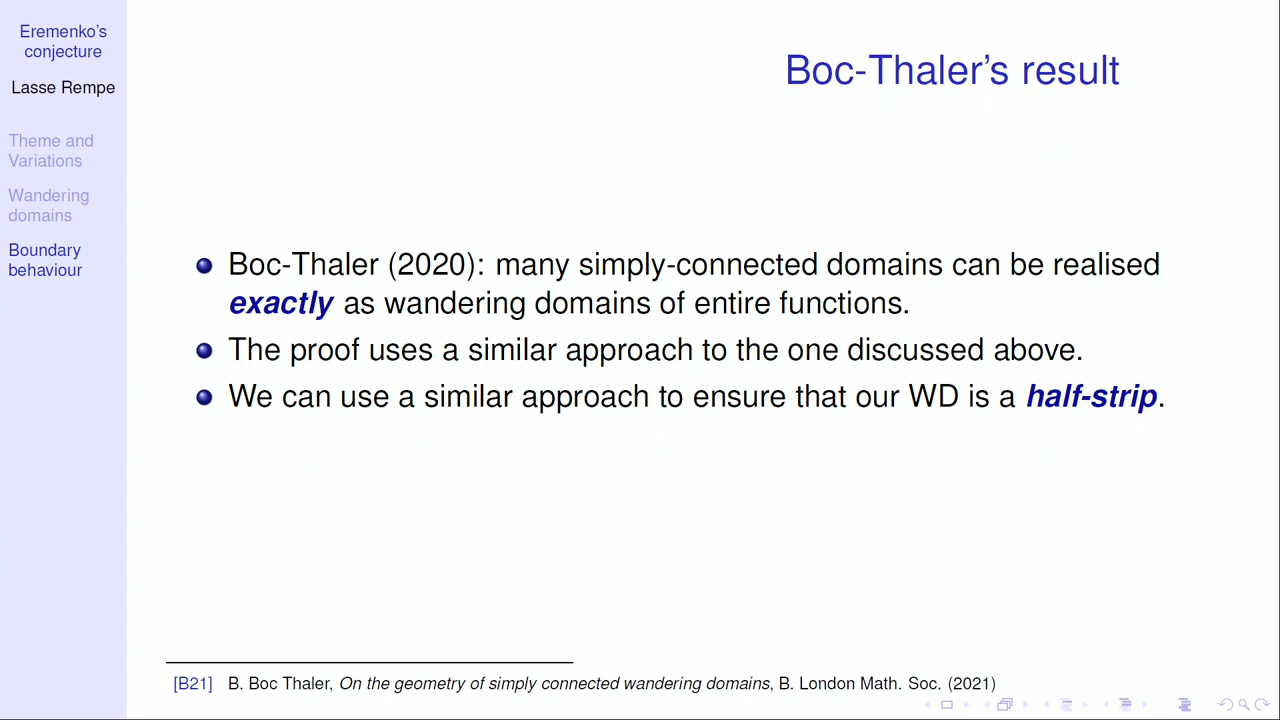 Eremenko's
conjecture
Lasse Rempe
Theme and
Variations
Wandering
domains
Boundary
behaviour
Boc-Thaler's result
Boc-Thaler (2020): many simply-connected domains can be realised
exactly as wandering domains of entire functions.
The proof uses a similar approach to the one discussed above.
We can use a similar approach to ensure that our WD is a half-strip.
[B21] B. Boc Thaler, On the geometry of simply connected wandering domains, B. London Math. Soc. (2021)